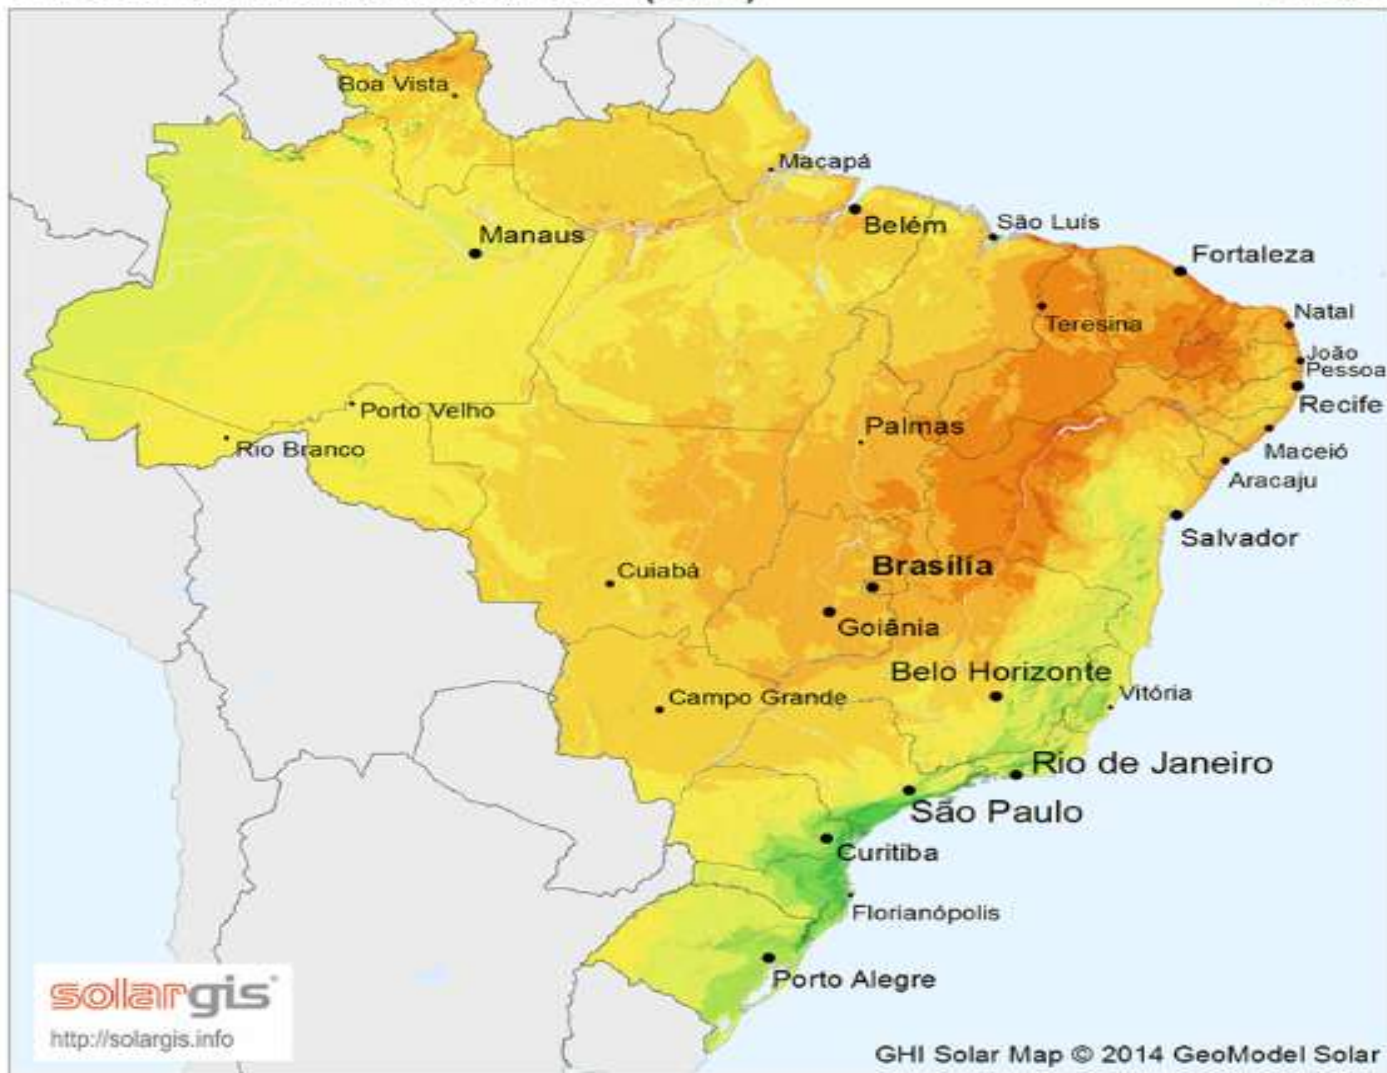 Boa Vista
Macapá
Belém
São Luís
Manaus
Fortaleza
Teresina
Natal
João
Pessoa
Recife
Porto Velho
Palmas
Rio Branco
Maceió
Aracaju
Salvador
Cuiabá
Brasília
Goiânia
Belo Horizonte
Campo Grande
Vitória
Rio de Janeiro
São Paulo
Curitiba
Florianópolis
Porto Alegre
solargis®
http://solargis.info
GHI Solar Map © 2014 GeoModel Solar